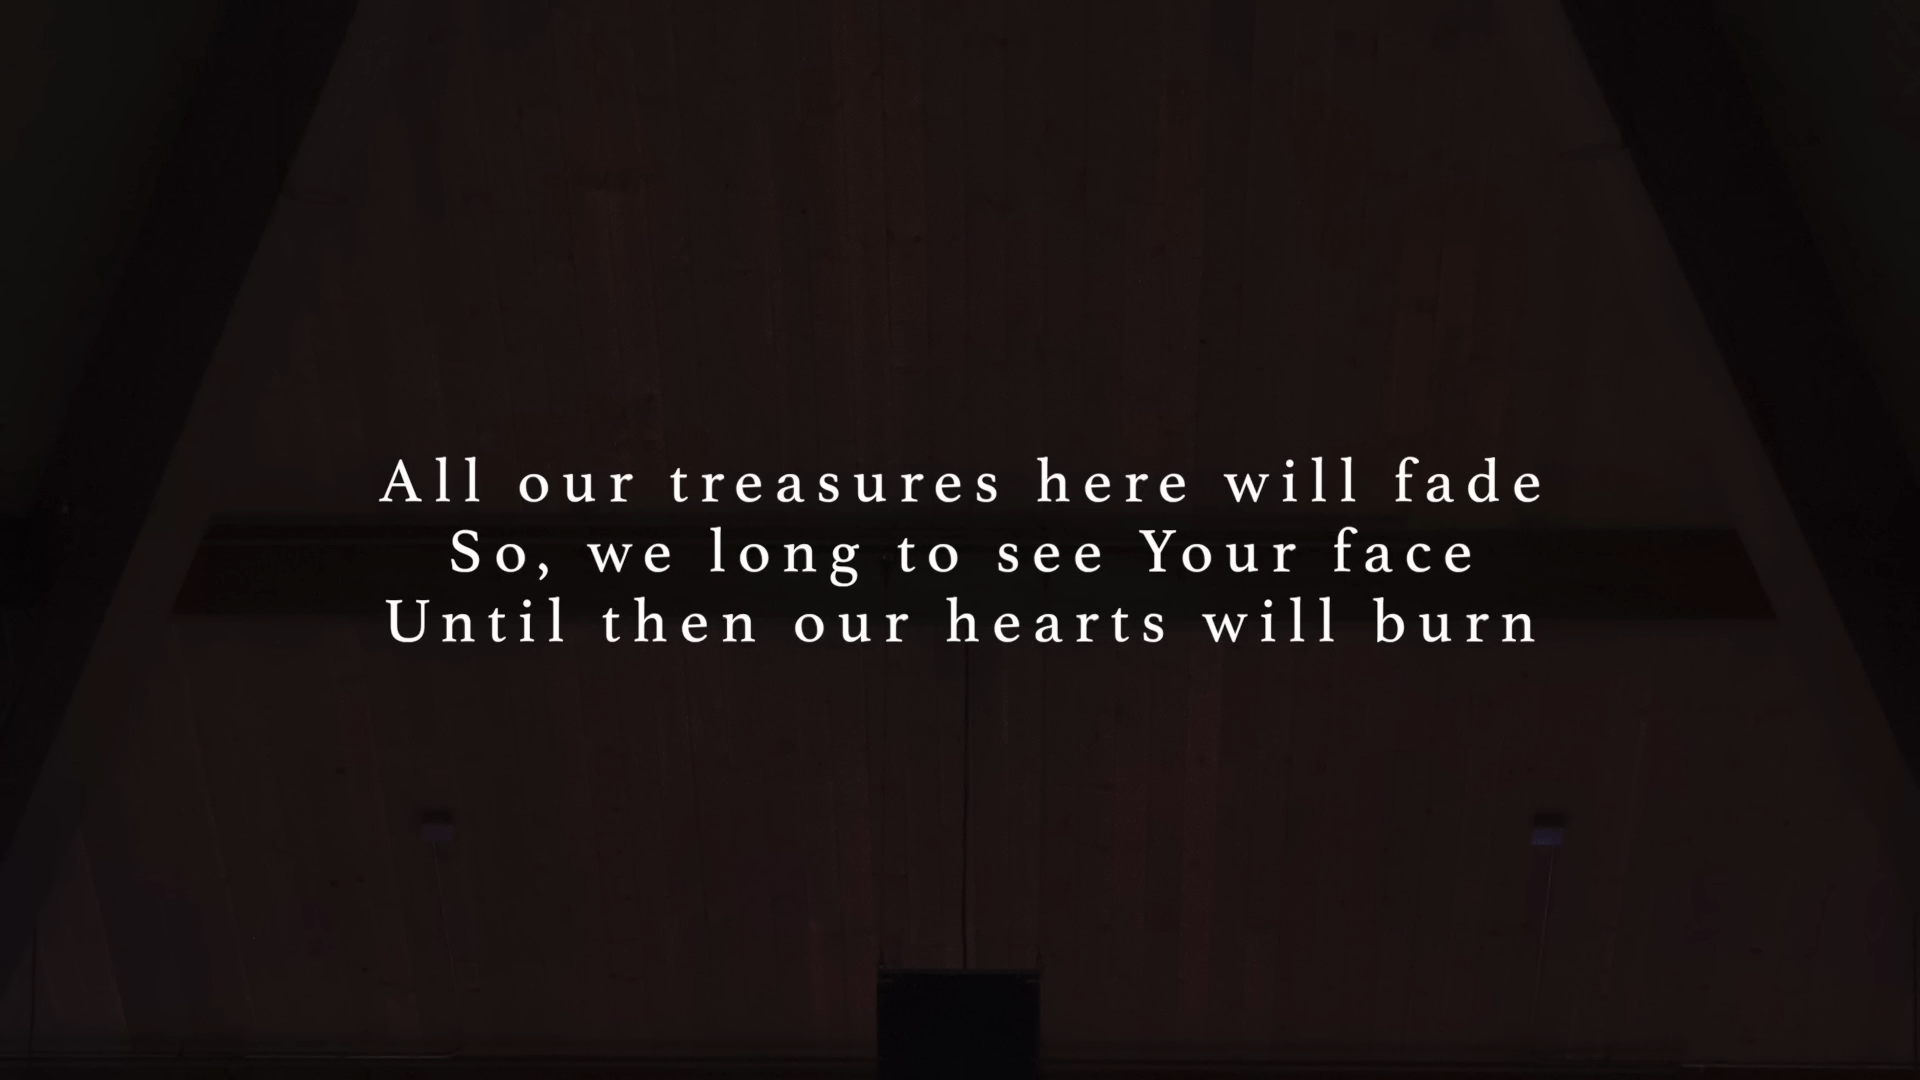 All our treasures here will fade
So, we long to see Your face
Until then our hearts will burn